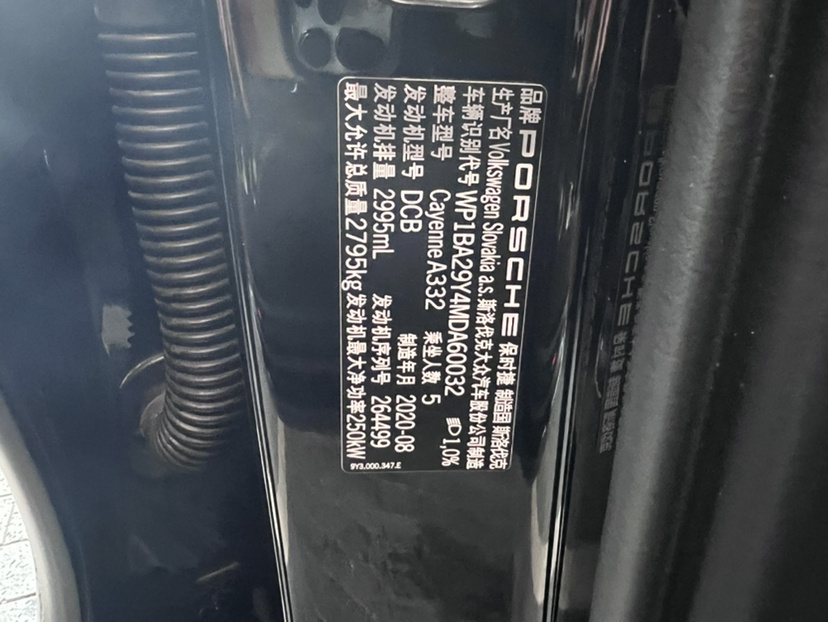 品牌 PORSCHE 保时捷 制造国 斯洛伐克
生产厂名 Volkswagen Slovakia a.s. 斯洛伐克大众汽车股份公司制造
车辆识别代号 WP1BA29Y4MDA60032 1,0%
整车型号 Cayenne A332 乘坐人数 5
发动机型号 DCB 制造年月 2020-08
发动机排量 2995mL 发动机序列号 264499
最大允许总质量 2795kg 发动机最大净功率 250kW
9Y3.000.347.E